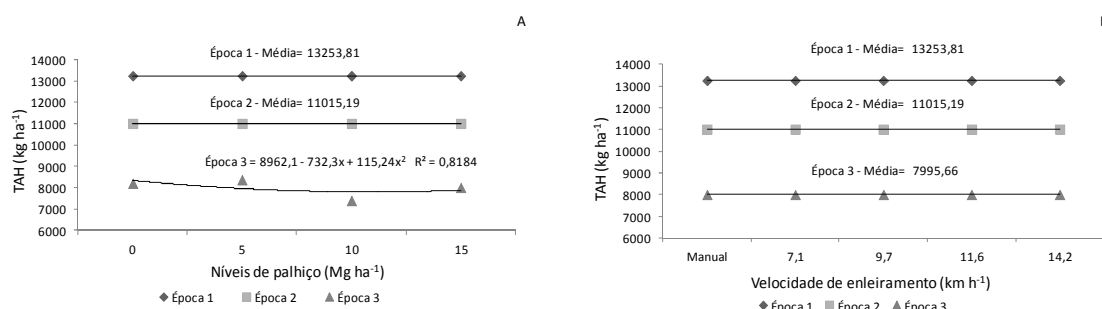 A
Época 1 - Média= 13253,81
Época 2 - Média= 11015,19
Época 3 = 8962,1 - 732,3x + 115,24x² R² = 0,8184
TAH (kg ha⁻¹)
14000
13000
12000
11000
10000
9000
8000
7000
6000
0 5 10 15
Níveis de palhiço (Mg ha⁻¹)
Época 1 Época 2 Época 3
Época 1 - Média= 13253,81
Época 2 - Média= 11015,19
Época 3 - Média= 7995,66
TAH (kg ha⁻¹)
14000
13000
12000
11000
10000
9000
8000
7000
6000
Manual 7,1 9,7 11,6 14,2
Velocidade de enleiramento (km h⁻¹)
Época 1 Época 2 Época 3